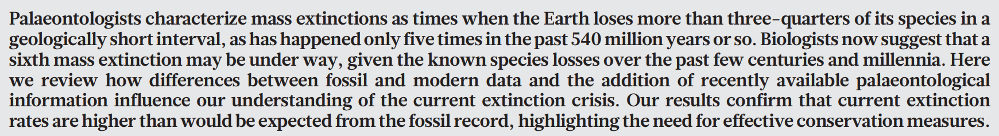 Palaeontologists characterize mass extinctions as times when the Earth loses more than three-quarters of its species in a
geologically short interval, as has happened only five times in the past 540 million years or so. Biologists now suggest that a
sixth mass extinction may be under way, given the known species losses over the past few centuries and millennia. Here
we review how differences between fossil and modern data and the addition of recently available palaeontological
information influence our understanding of the current extinction crisis. Our results confirm that current extinction
rates are higher than would be expected from the fossil record, highlighting the need for effective conservation measures.